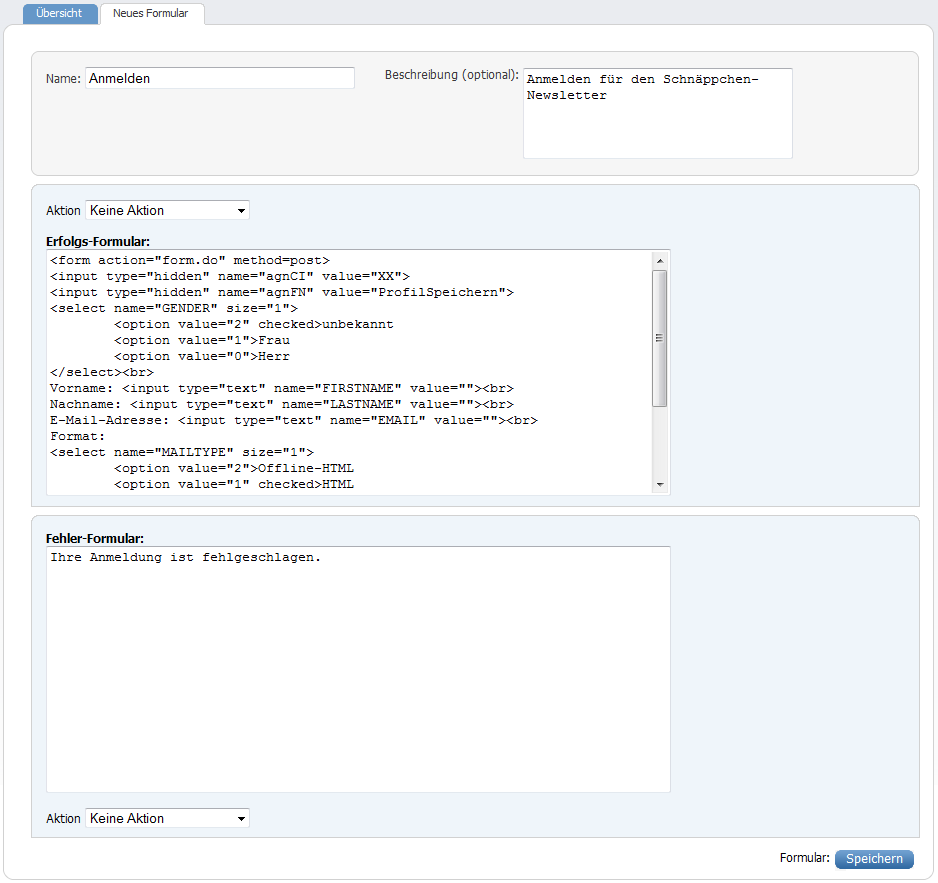 Übersicht
Neues Formular
Name: Anmelden
Beschreibung (optional): Anmelden für den Schnäppchen-
Newsletter
Aktion Keine Aktion
Erfolgs-Formular:
<form action="form.do" method=post>
<input type="hidden" name="agnCI" value="XX">
<input type="hidden" name="agnFN" value="ProfilSpeichern">
<select name="GENDER" size="1">
        <option value="2" checked>unbekannt
        <option value="1">Frau
        <option value="0">Herr
</select><br>
Vorname: <input type="text" name="FIRSTNAME" value=""><br>
Nachname: <input type="text" name="LASTNAME" value=""><br>
E-Mail-Adresse: <input type="text" name="EMAIL" value=""><br>
Format:
<select name="MAILTYPE" size="1">
        <option value="2">Offline-HTML
        <option value="1" checked>HTML
Fehler-Formular:
Ihre Anmeldung ist fehlgeschlagen.
Aktion Keine Aktion
Formular: Speichern